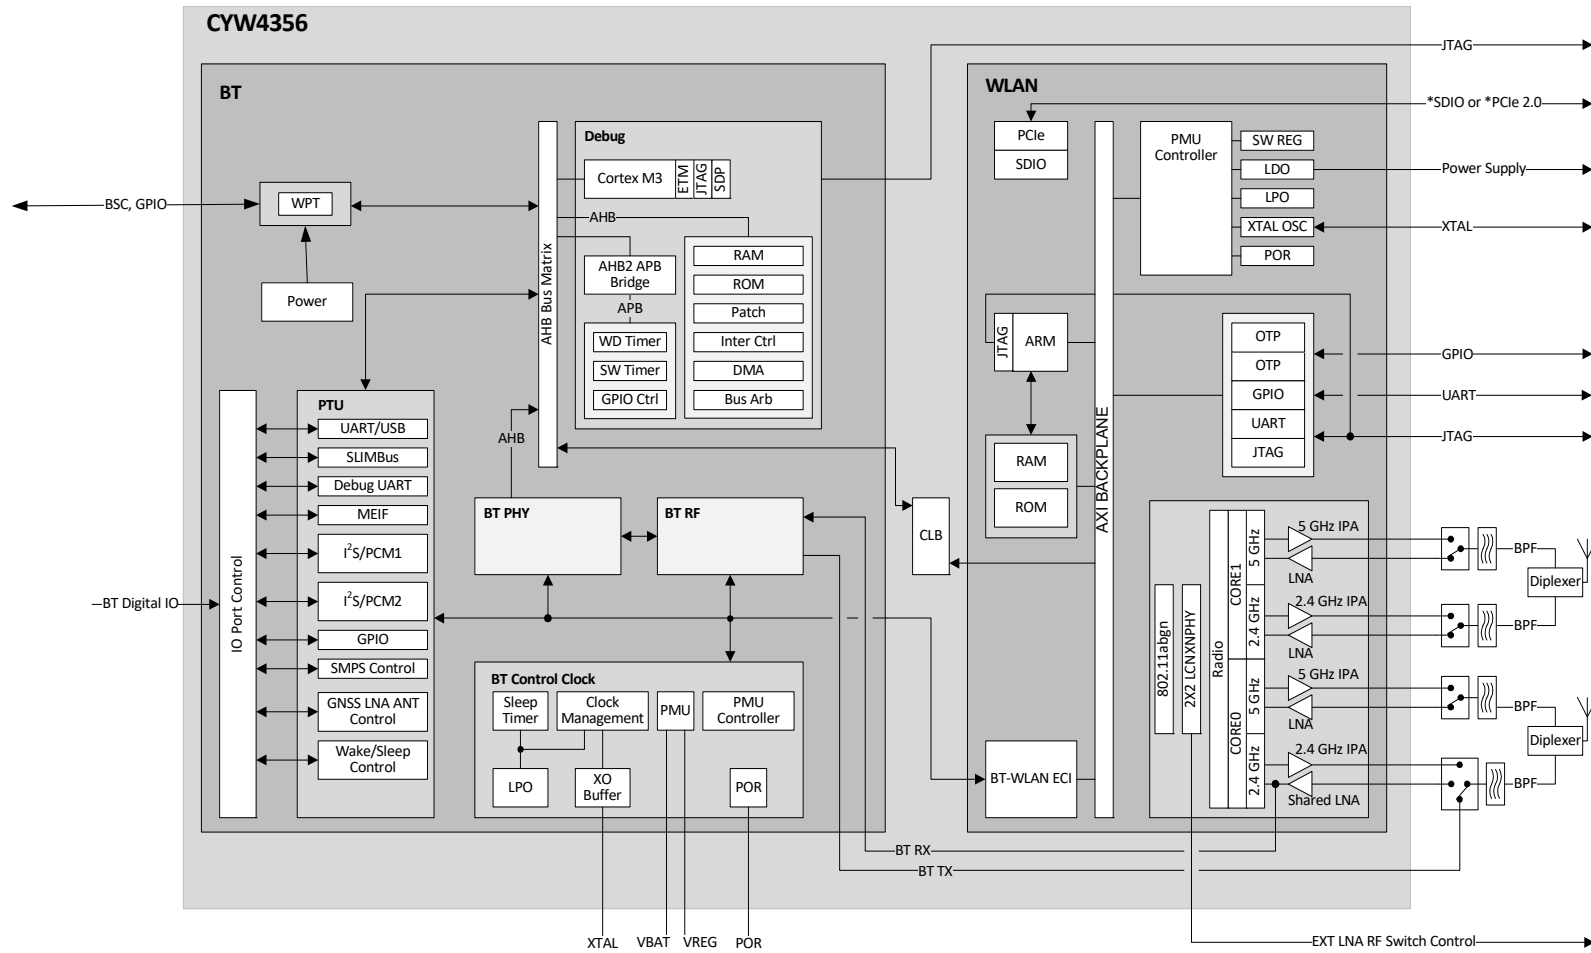 CYW4356
BT
WLAN
JTAG
*SDIO or *PCIe 2.0
Power Supply
XTAL
GPIO
UART
JTAG
BSC, GPIO
WPT
Power
AHB Bus Matrix
Debug
Cortex M3
ETM
JTAG
SDP
AHB
AHB2 APB
Bridge
APB
WD Timer
SW Timer
GPIO Ctrl
RAM
ROM
Patch
Inter Ctrl
DMA
Bus Arb
PCIe
SDIO
PMU
Controller
SW REG
LDO
LPO
XTAL OSC
POR
JTAG
ARM
RAM
ROM
AXI BACKPLANE
OTP
OTP
GPIO
UART
JTAG
BT Digital IO
IO Port Control
PTU
UART/USB
SLIMBus
Debug UART
MEIF
I²S/PCM1
I²S/PCM2
GPIO
SMPS Control
GNSS LNA ANT
Control
Wake/Sleep
Control
AHB
BT PHY
BT RF
CLB
BT Control Clock
Sleep
Timer
Clock
Management
PMU
PMU
Controller
LPO
XO
Buffer
POR
BT-WLAN ECI
802.11abgn
2X2 LCNXNPHY
Radio
CORE1
CORE0
5 GHz
2.4 GHz
5 GHz
2.4 GHz
5 GHz IPA
LNA
2.4 GHz IPA
LNA
5 GHz IPA
LNA
2.4 GHz IPA
Shared LNA
BPF
Diplexer
BPF
BPF
Diplexer
BPF
BT RX
BT TX
XTAL
VBAT
VREG
POR
EXT LNA RF Switch Control